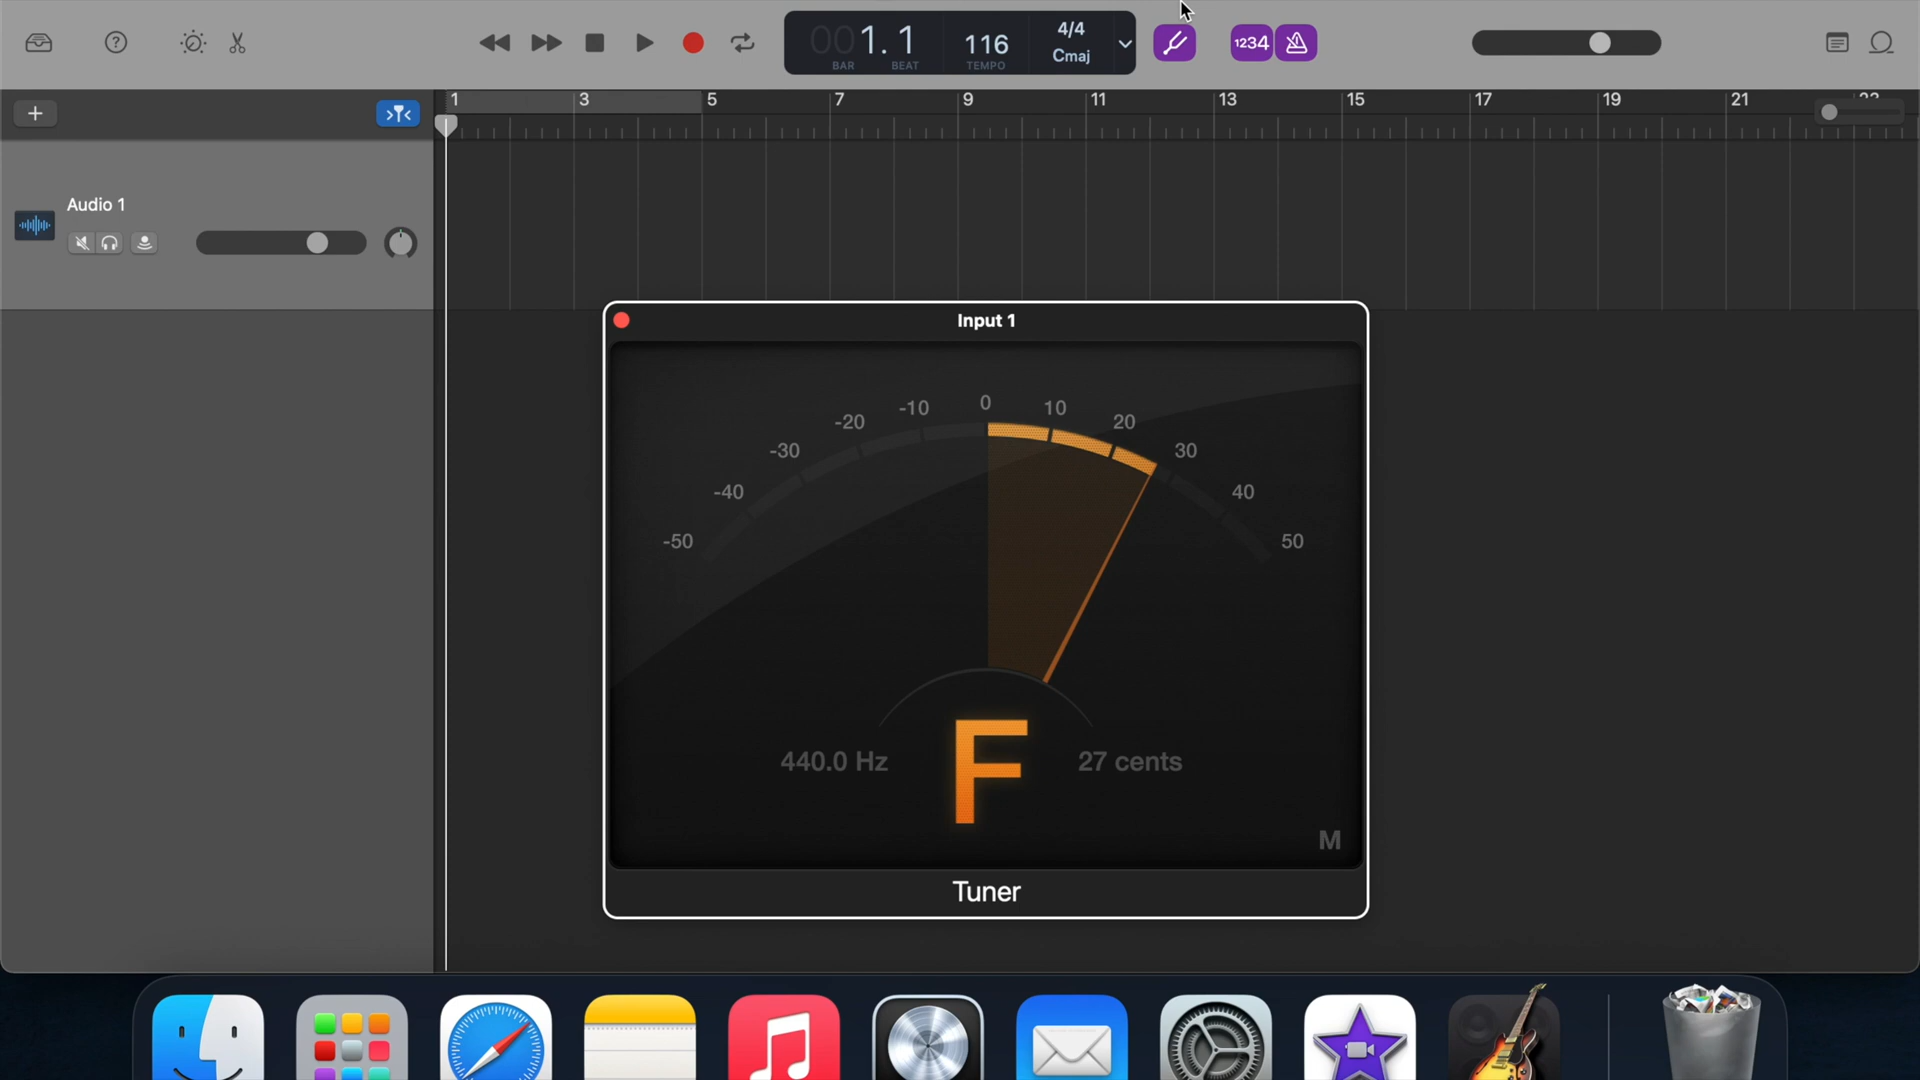 001. 1
BAR
BEAT
116
TEMPO
4/4
Cmaj
1234
1
3
5
7
9
11
13
15
17
19
21
Audio 1
Input 1
-50
-40
-30
-20
-10
0
10
20
30
40
50
440.0 Hz
F
27 cents
M
Tuner